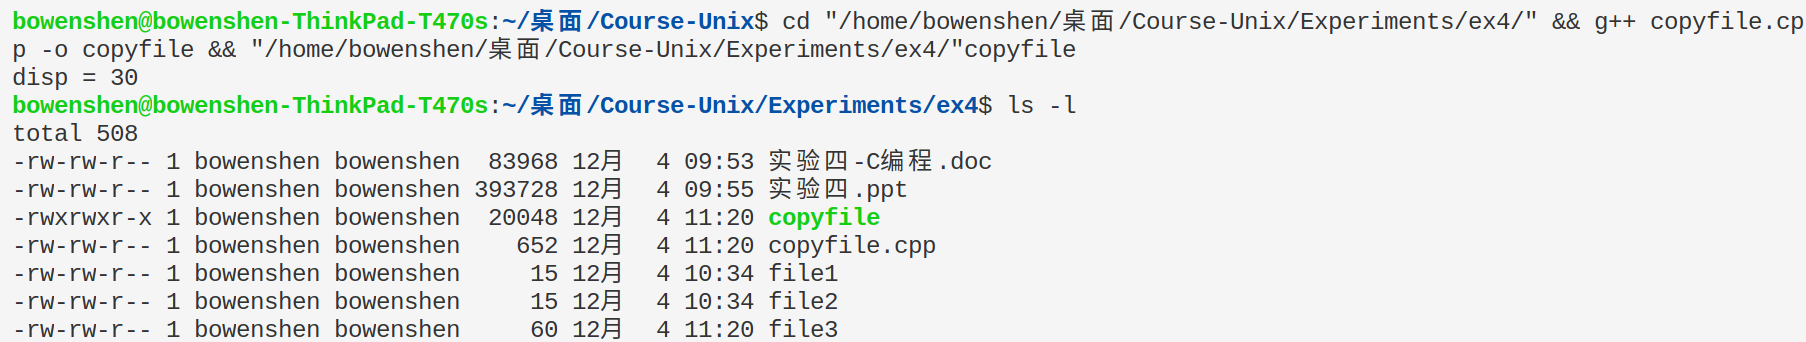 bowenshen@bowenshen-ThinkPad-T470s:~/桌面/Course-Unix$ cd "/home/bowenshen/桌面/Course-Unix/Experiments/ex4/" && g++ copyfile.cp
p -o copyfile && "/home/bowenshen/桌面/Course-Unix/Experiments/ex4/"copyfile
disp = 30
bowenshen@bowenshen-ThinkPad-T470s:~/桌面/Course-Unix/Experiments/ex4$ ls -l
total 508
-rw-rw-r-- 1 bowenshen bowenshen  83968 12月  4 09:53 实验四-C编程.doc
-rw-rw-r-- 1 bowenshen bowenshen 393728 12月  4 09:55 实验四.ppt
-rwxrwxr-x 1 bowenshen bowenshen  20048 12月  4 11:20 copyfile
-rw-rw-r-- 1 bowenshen bowenshen    652 12月  4 11:20 copyfile.cpp
-rw-rw-r-- 1 bowenshen bowenshen     15 12月  4 10:34 file1
-rw-rw-r-- 1 bowenshen bowenshen     15 12月  4 10:34 file2
-rw-rw-r-- 1 bowenshen bowenshen     60 12月  4 11:20 file3